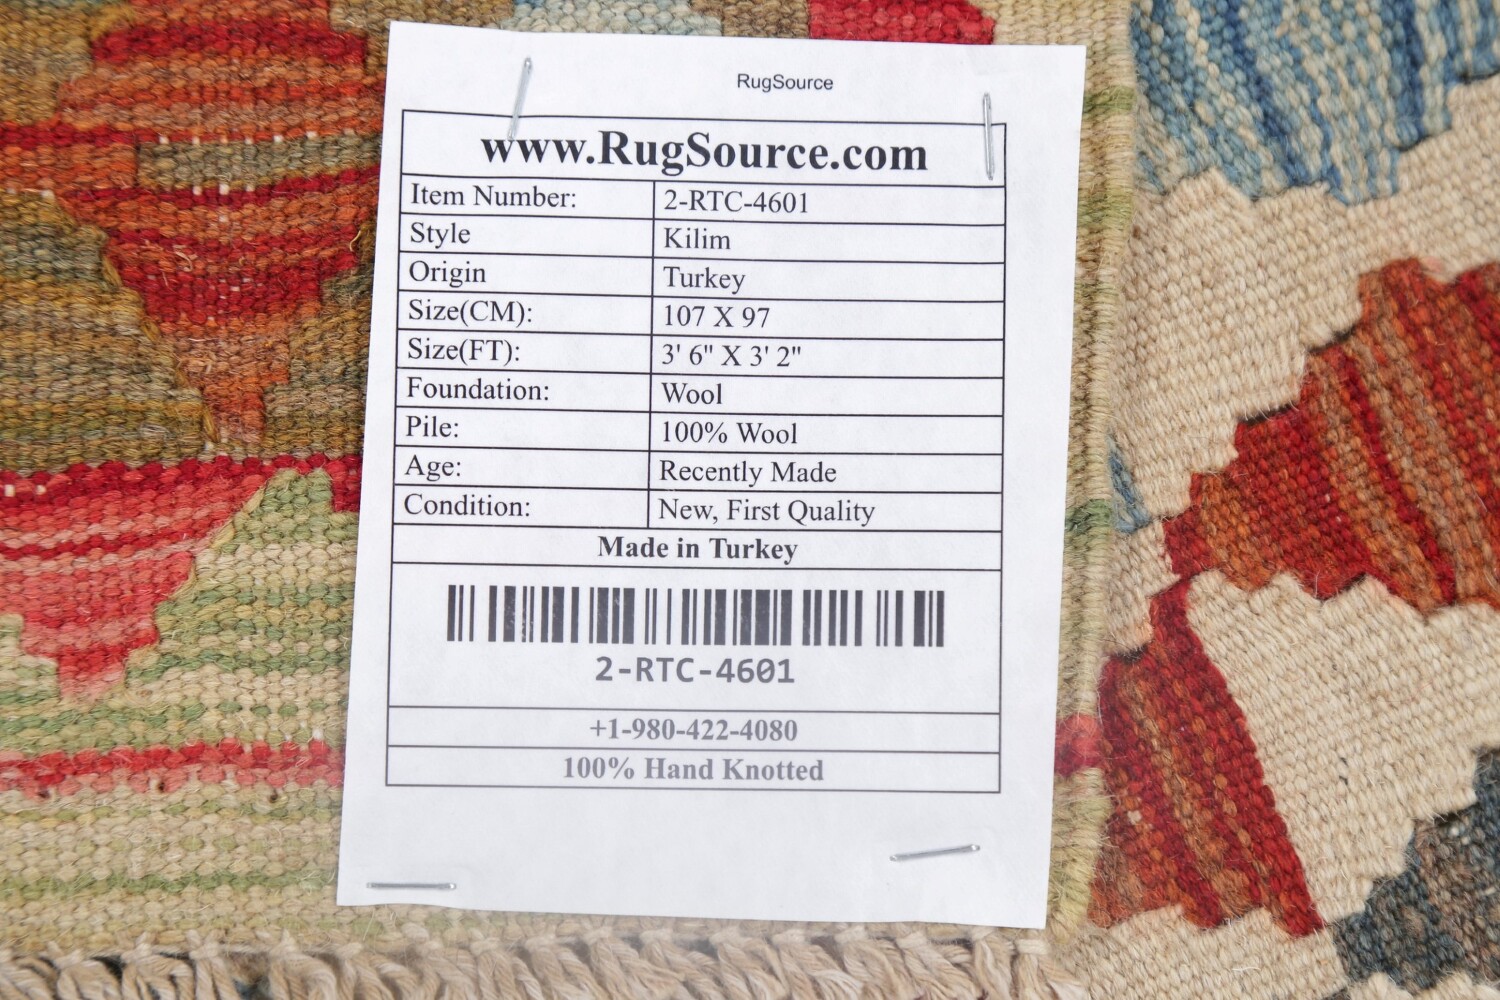 RugSource
www.RugSource.com
Item Number: 2-RTC-4601
Style Kilim
Origin Turkey
Size(CM): 107 X 97
Size(FT): 3' 6" X 3' 2"
Foundation: Wool
Pile: 100% Wool
Age: Recently Made
Condition: New, First Quality
Made in Turkey
2-RTC-4601
+1-980-422-4080
100% Hand Knotted